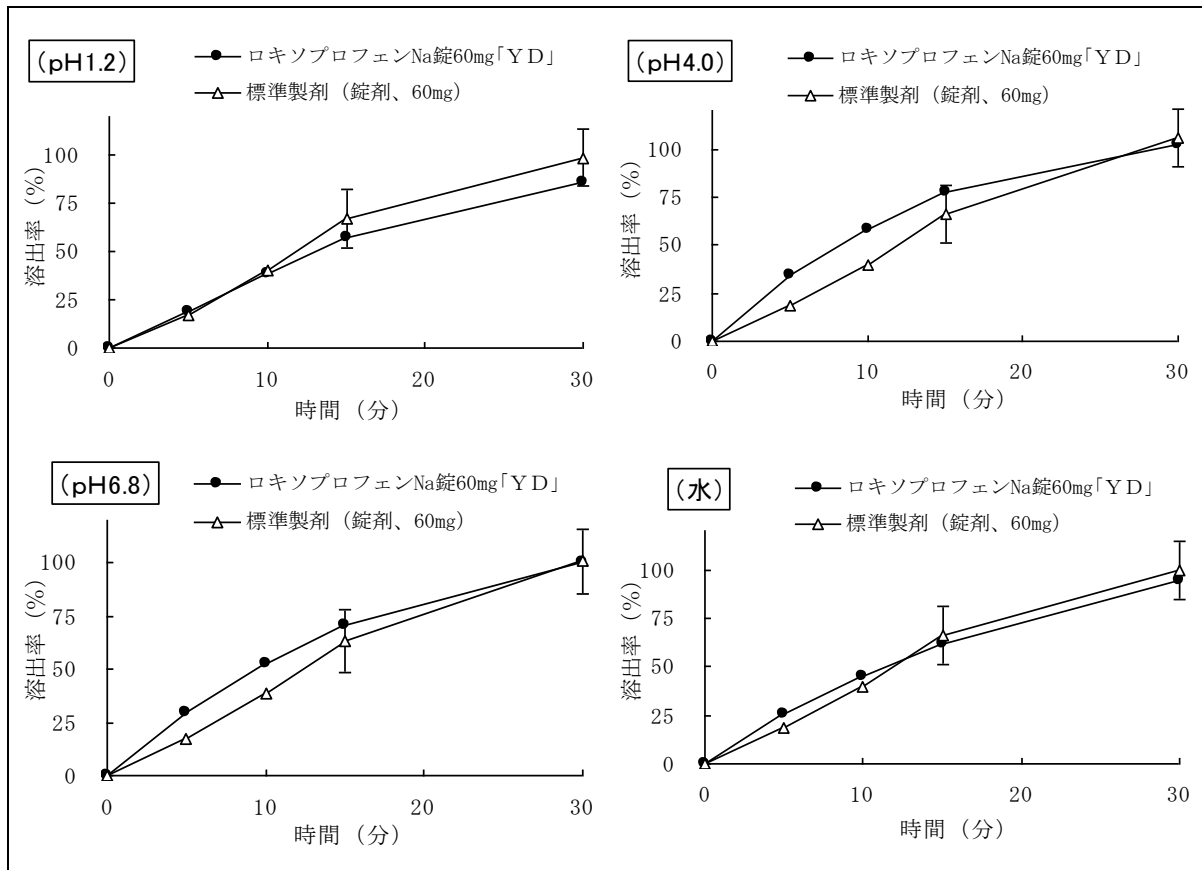 (pH1.2)
ロキソプロフェンNa錠60mg「YD」
標準製剤（錠剤、60mg）
溶出率（%）
100
75
50
25
0
0 10 20 30
時間（分）
(pH4.0)
ロキソプロフェンNa錠60mg「YD」
標準製剤（錠剤、60mg）
溶出率（%）
100
75
50
25
0
0 10 20 30
時間（分）
(pH6.8)
ロキソプロフェンNa錠60mg「YD」
標準製剤（錠剤、60mg）
溶出率（%）
100
75
50
25
0
0 10 20 30
時間（分）
(水)
ロキソプロフェンNa錠60mg「YD」
標準製剤（錠剤、60mg）
溶出率（%）
100
75
50
25
0
0 10 20 30
時間（分）